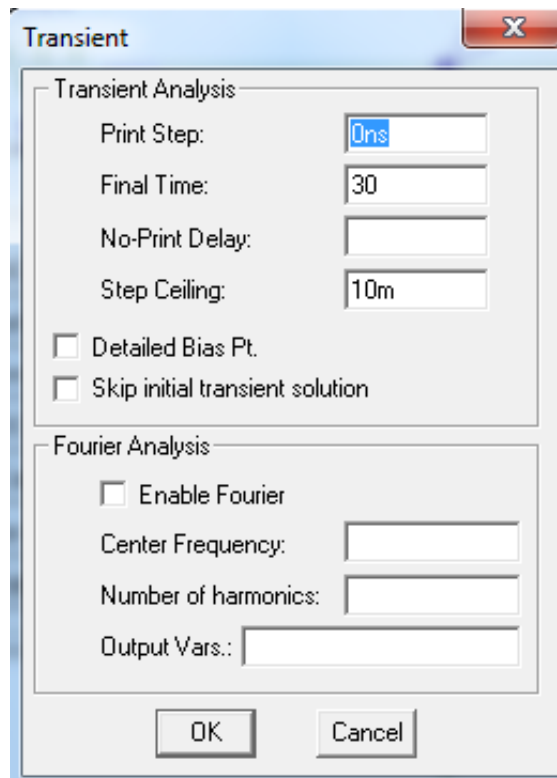 Transient
Transient Analysis
Print Step: 0ns
Final Time: 30
No-Print Delay:
Step Ceiling: 10m
Detailed Bias Pt.
Skip initial transient solution
Fourier Analysis
Enable Fourier
Center Frequency:
Number of harmonics:
Output Vars.:
OK Cancel